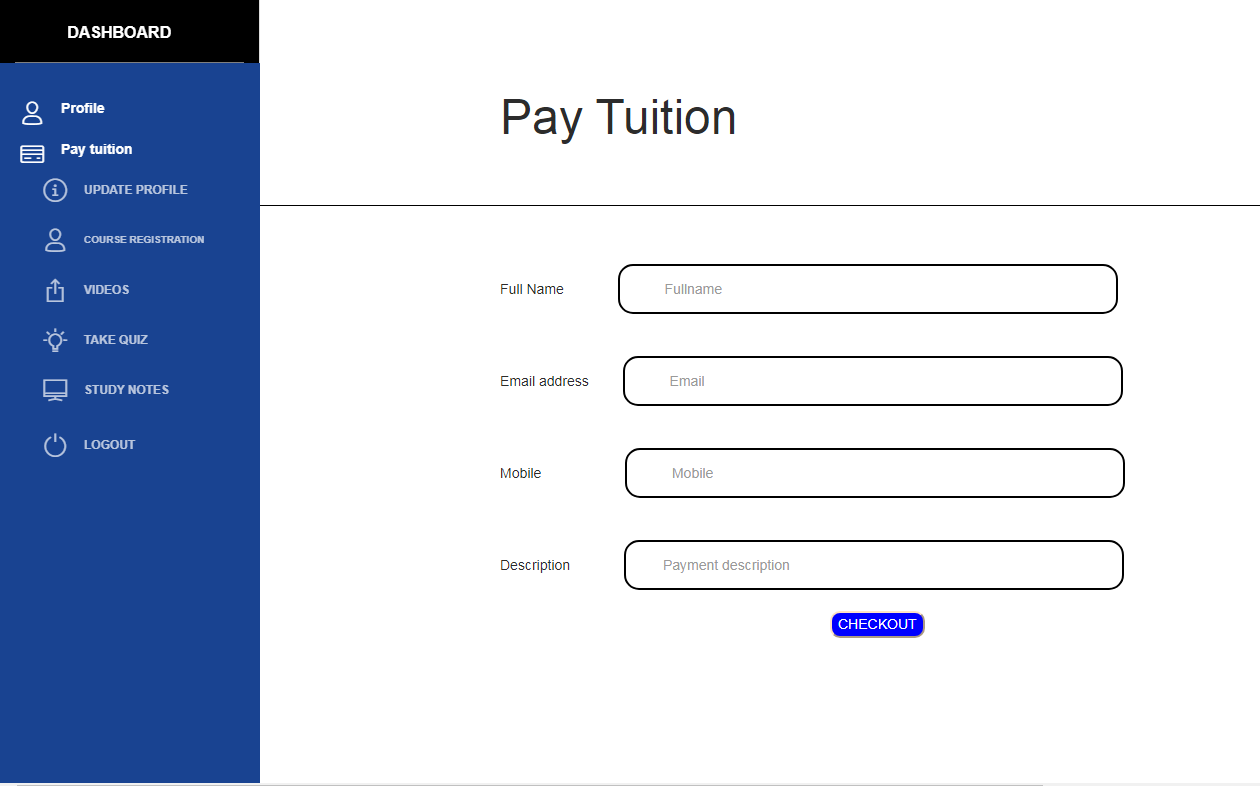 DASHBOARD
Profile
Pay tuition
UPDATE PROFILE
COURSE REGISTRATION
VIDEOS
TAKE QUIZ
STUDY NOTES
LOGOUT
Pay Tuition
Full Name Fullname
Email address Email
Mobile Mobile
Description Payment description
CHECKOUT